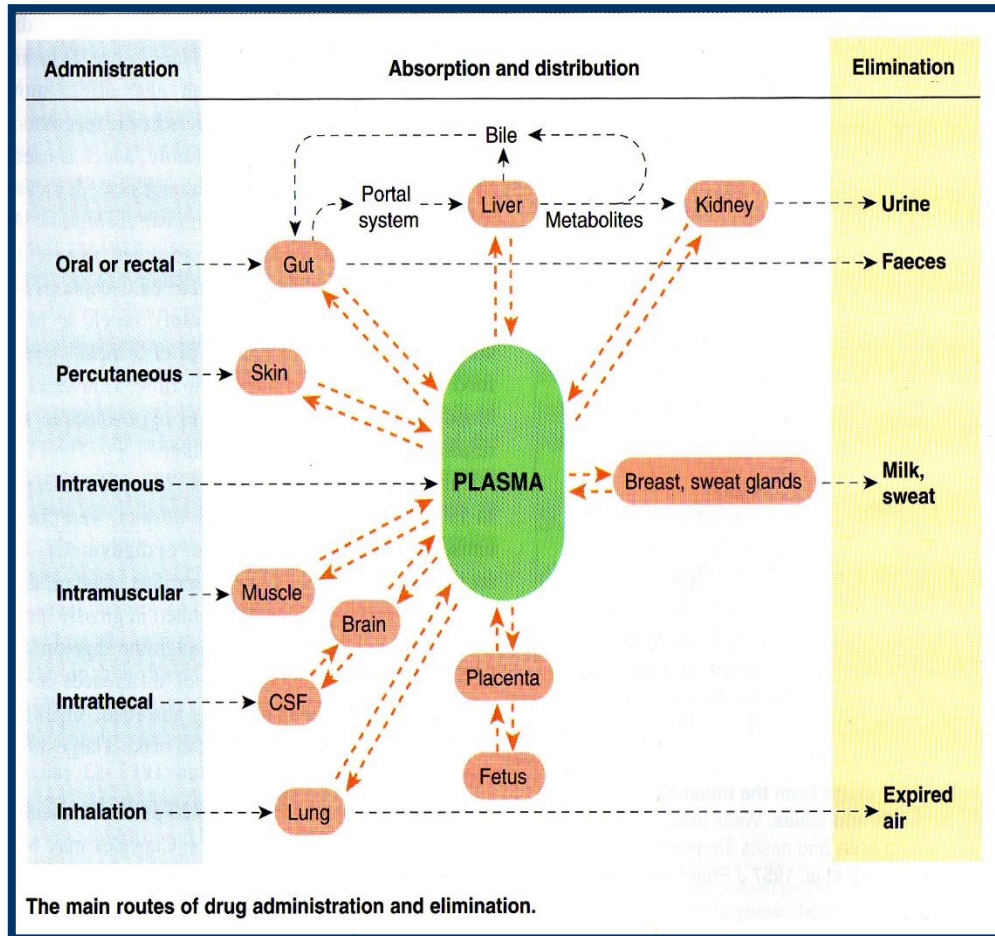 Administration
Absorption and distribution
Elimination
Bile
Portal
system
Liver
Metabolites
Kidney
Urine
Oral or rectal
Gut
Faeces
Percutaneous
Skin
Intravenous
PLASMA
Breast, sweat glands
Milk,
sweat
Intramuscular
Muscle
Brain
Placenta
Intrathecal
CSF
Fetus
Inhalation
Lung
Expired
air
The main routes of drug administration and elimination.